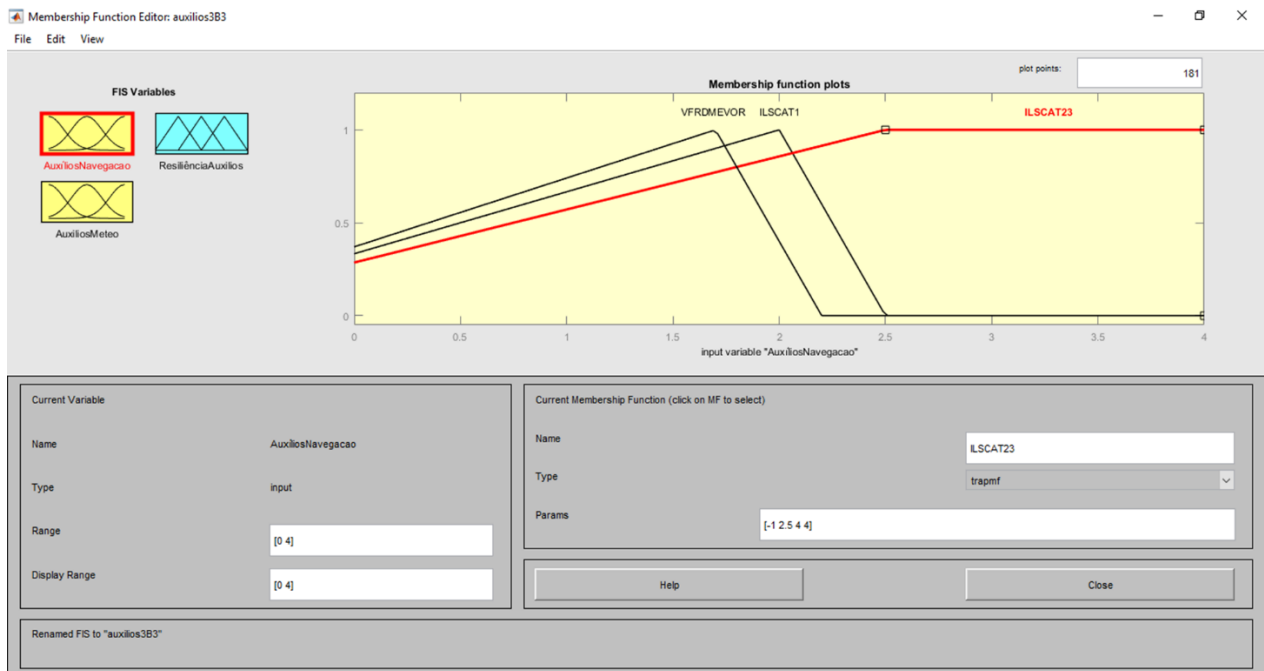 Membership Function Editor: auxilios3B3
File Edit View
FIS Variables
AuxíliosNavegacao
ResiliênciaAuxilios
AuxiliosMeteo
plot points:
181
Membership function plots
VFRDMEVOR
ILSCAT1
ILSCAT23
1
0.5
0
0 0.5 1 1.5 2 2.5 3 3.5 4
input variable "AuxíliosNavegacao"
Current Variable
Name AuxíliosNavegacao
Type input
Range [0 4]
Display Range [0 4]
Current Membership Function (click on MF to select)
Name ILSCAT23
Type trapmf
Params [-1 2.5 4 4]
Help
Close
Renamed FIS to "auxilios3B3"